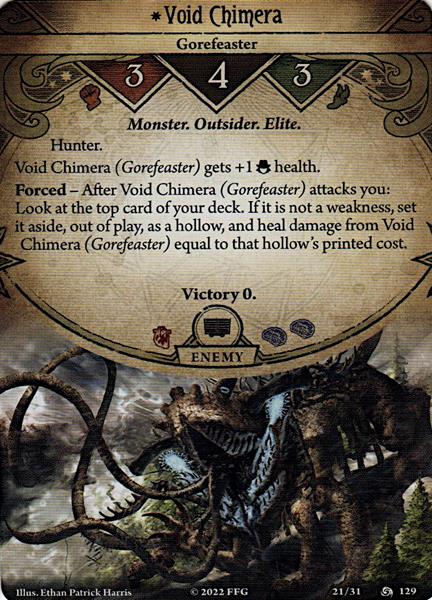 Void Chimera
Gorefeaster
3 4 3
Monster. Outsider. Elite.
Hunter.
Void Chimera (Gorefeaster) gets +1 health.
Forced – After Void Chimera (Gorefeaster) attacks you:
Look at the top card of your deck. If it is not a weakness, set
it aside, out of play, as a hollow, and heal damage from Void
Chimera (Gorefeaster) equal to that hollow's printed cost.
Victory 0.
ENEMY
Illus. Ethan Patrick Harris © 2022 FFG 21/31 129